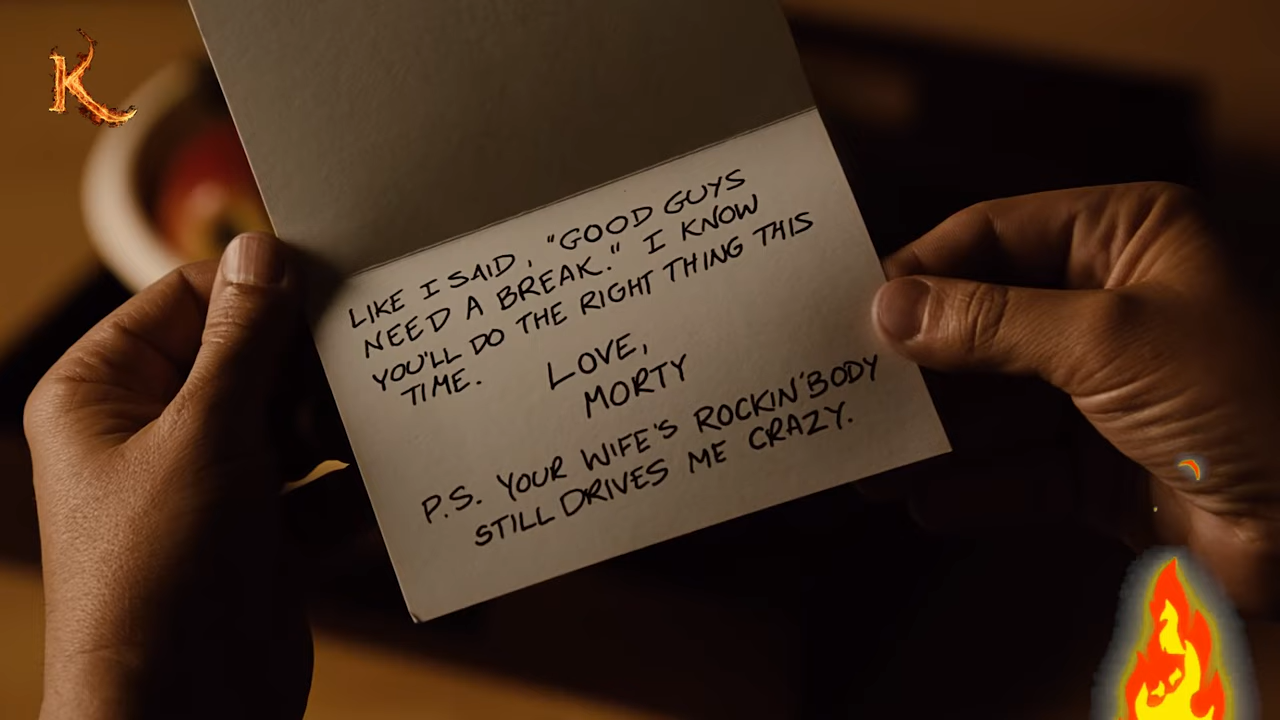 K
LIKE I SAID, "GOOD GUYS
NEED A BREAK." I KNOW
YOU'LL DO THE RIGHT THING THIS
TIME.
LOVE,
MORTY
P.S. YOUR WIFE'S ROCKIN' BODY
STILL DRIVES ME CRAZY.